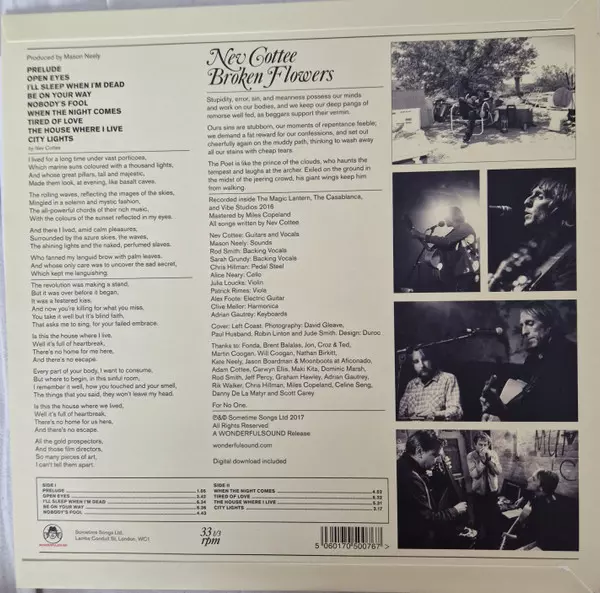 Produced by Mason Neely
PRELUDE
OPEN EYES
I'LL SLEEP WHEN I'M DEAD
BE ON YOUR WAY
NOBODY'S FOOL
WHEN THE NIGHT COMES
TIRED OF LOVE
THE HOUSE WHERE I LIVE
CITY LIGHTS
by Nev Cottee
I lived for a long time under vast porticoes,
Which marine suns coloured with a thousand lights,
And whose great pillars, tall and majestic,
Made them look, at evening, like basalt caves.
The rolling waves, reflecting the images of the skies,
Mingled in a solemn and mystic fashion,
The all-powerful chords of their rich music,
With the colours of the sunset reflected in my eyes.
And there I lived, amid calm pleasures,
Surrounded by the azure skies, the waves,
The shining lights and the naked, perfumed slaves.
Who fanned my languid brow with palm leaves.
And whose only care was to uncover the sad secret,
Which kept me languishing.
The revolution was making a stand,
But it was over before it began,
It was a festered kiss,
And now you're killing for what you miss,
You take it well but it's blind faith,
That asks me to sing, for your failed embrace.
Is this the house where I live,
Well it's full of heartbreak,
There's no home for me here,
And there's no escape.
Every part of your body, I want to consume,
But where to begin, in this sinful room,
I remember it well, how you touched and your smell,
The things that you said, they won't leave my head.
Is this the house where we lived,
Well it's full of heartbreak,
There's no home for us here,
And there's no escape.
All the gold prospectors,
And those film directors,
So many pieces of art,
I can't tell them apart.
Nev Cottee
Broken Flowers
Stupidity, error, sin, and meanness possess our minds
and work on our bodies, and we keep our deep pangs of
remorse well fed, as beggars support their vermin.
Ours sins are stubborn, our moments of repentance feeble;
we demand a fat reward for our confessions, and set out
cheerfully again on the muddy path, thinking to wash away
all our stains with cheap tears.
The Poet is like the prince of the clouds, who haunts the
tempest and laughs at the archer. Exiled on the ground in
the midst of the jeering crowd, his giant wings keep him
from walking.
Recorded inside The Magic Lantern, The Casablanca,
and Vibe Studios 2016
Mastered by Miles Copeland
All songs written by Nev Cottee
Nev Cottee: Guitars and Vocals
Mason Neely: Sounds
Rod Smith: Backing Vocals
Sarah Grundy: Backing Vocals
Chris Hillman: Pedal Steel
Alice Neary: Cello
Julia Loucks: Violin
Patrick Rimes: Viola
Alex Foote: Electric Guitar
Clive Mellor: Harmonica
Adrian Gautrey: Keyboards
Cover: Left Coast. Photography: David Gleave,
Paul Husband, Robin Linton and Jude Smith. Design: Duroc
Thanks to: Fonda, Brent Balales, Jon, Croz & Ted,
Martin Coogan, Will Coogan, Nathan Birkitt,
Kate Neely, Jason Boardman & Moonboots at Aficionado,
Adam Cottee, Carwyn Ellis, Maki Kita, Dominic Marsh,
Rod Smith, Jeff Percy, Graham Hawley, Adrian Gautrey,
Rik Walker, Chris Hillman, Miles Copeland, Celine Seng,
Danny De La Matyr and Scott Carey
For No One.
℗&© Sometime Songs Ltd 2017
All Rights Reserved
A WONDERFULSOUND Release
wonderfulsound.com
Digital download included
SIDE I
PRELUDE
OPEN EYES 5.42
I'LL SLEEP WHEN I'M DEAD
BE ON YOUR WAY
NOBODY'S FOOL 4.43
SIDE II
WHEN THE NIGHT COMES
TIRED OF LOVE
THE HOUSE WHERE I LIVE
CITY LIGHTS 3.17
Sometime Songs Ltd.
Lambs Conduit St, London, WC1
33 1/3
rpm
5 060170 500767 >